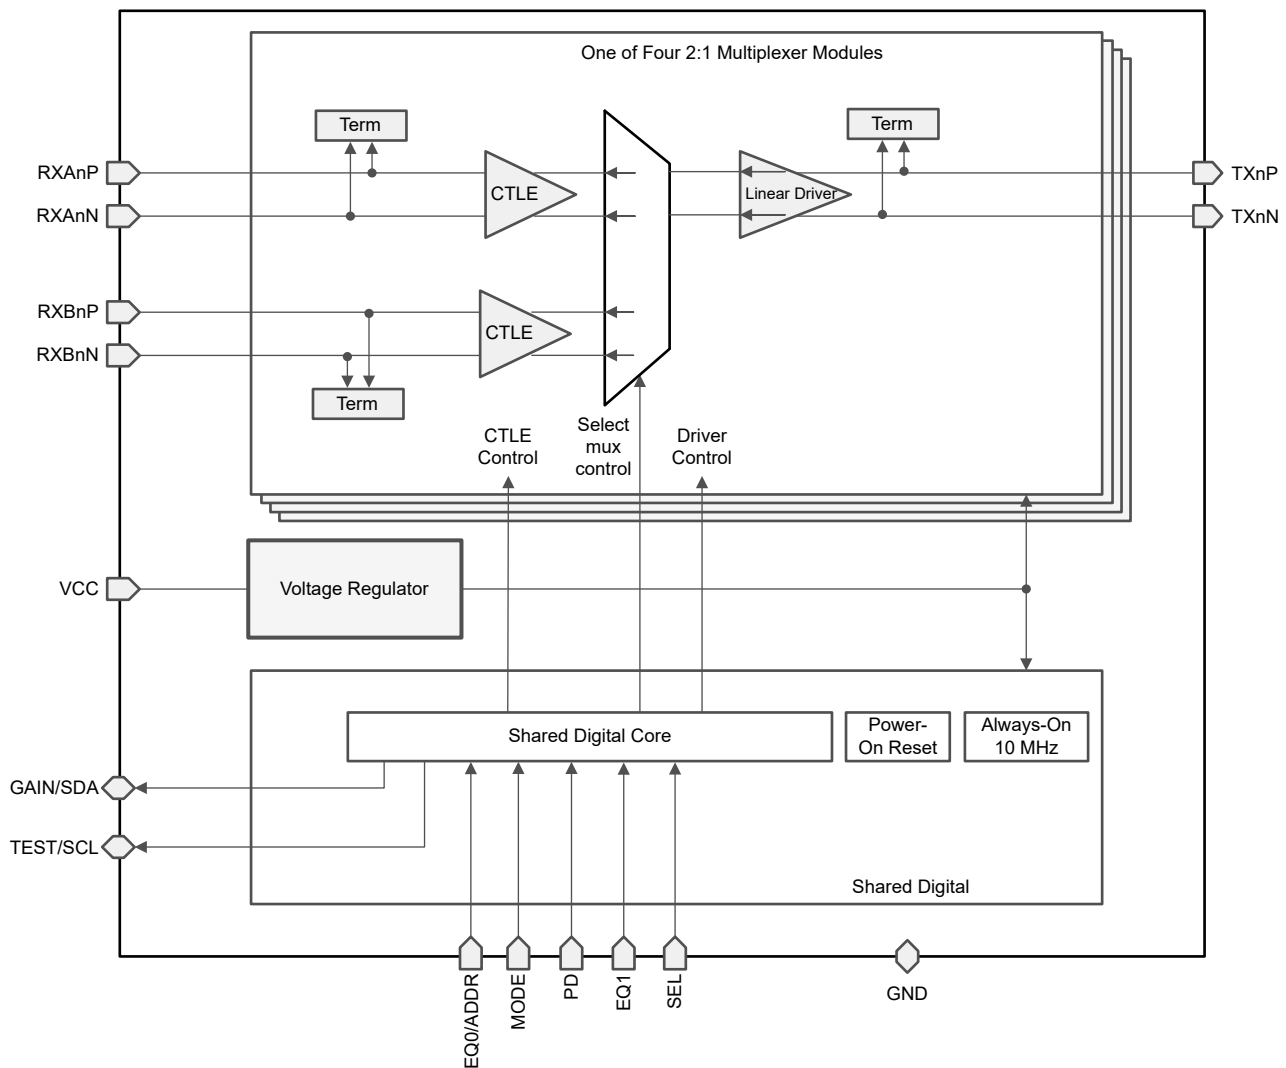 One of Four 2:1 Multiplexer Modules
Term
Term
RXAnP
TXnP
CTLE
Linear Driver
RXAnN
TXnN
RXBnP
CTLE
RXBnN
Term
CTLE
Control
Select
mux
control
Driver
Control
VCC
Voltage Regulator
Shared Digital Core
Power-
On Reset
Always-On
10 MHz
GAIN/SDA
TEST/SCL
Shared Digital
EQ0/ADDR
MODE
PD
EQ1
SEL
GND